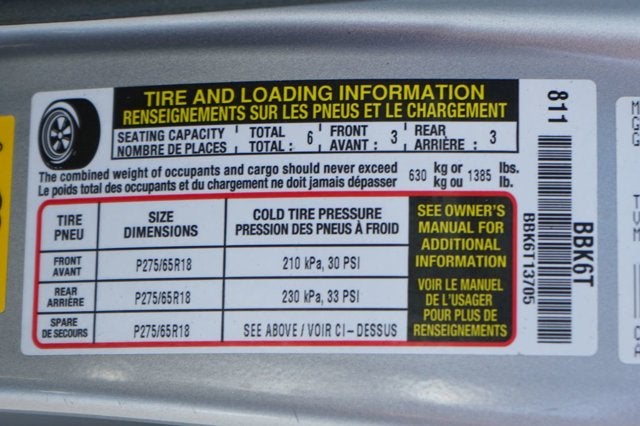 TIRE AND LOADING INFORMATION
RENSEIGNEMENTS SUR LES PNEUS ET LE CHARGEMENT
SEATING CAPACITY TOTAL 6 FRONT 3 REAR 3
NOMBRE DE PLACES TOTAL : AVANT : ARRIÈRE :
The combined weight of occupants and cargo should never exceed 630 kg or 1385 lbs.
Le poids total des occupants et du chargement ne doit jamais dépasser kg ou lb.
TIRE
PNEU
SIZE
DIMENSIONS
COLD TIRE PRESSURE
PRESSION DES PNEUS À FROID
FRONT
AVANT
P275/65R18
210 kPa, 30 PSI
REAR
ARRIÈRE
P275/65R18
230 kPa, 33 PSI
SPARE
DE SECOURS
P275/65R18
SEE ABOVE / VOIR CI-DESSUS
SEE OWNER'S
MANUAL FOR
ADDITIONAL
INFORMATION
VOIR LE MANUEL
DE L'USAGER
POUR PLUS DE
RENSEIGNEMENTS
811
BBK6T13705
BBK6T